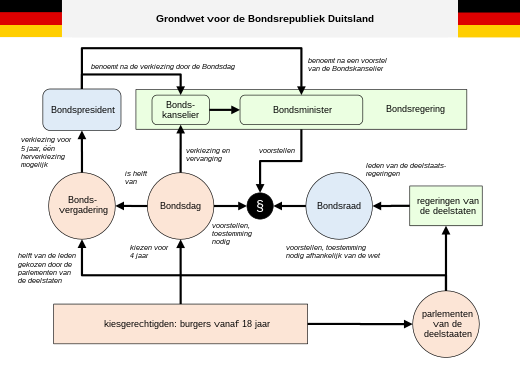 Grondwet voor de Bondsrepubliek Duitsland
benoemt na de verkiezing door de Bondsdag
benoemt na een voorstel
van de Bondskanselier
Bondspresident
Bonds-
kanselier
Bondsminister
Bondsregering
verkiezing voor
5 jaar, één
herverkiezing
mogelijk
verkiezing en
vervanging
voorstellen
is helft
van
leden van de deelstaats-
regeringen
Bonds-
vergadering
Bondsdag
§
Bondsraad
regeringen van
de deelstaten
voorstellen,
toestemming
nodig
kiezen voor
4 jaar
voorstellen, toestemming
nodig afhankelijk van de wet
helft van de leden
gekozen door de
parlementen van
de deelstaten
kiesgerechtigden: burgers vanaf 18 jaar
parlementen
van de
deelstaaten